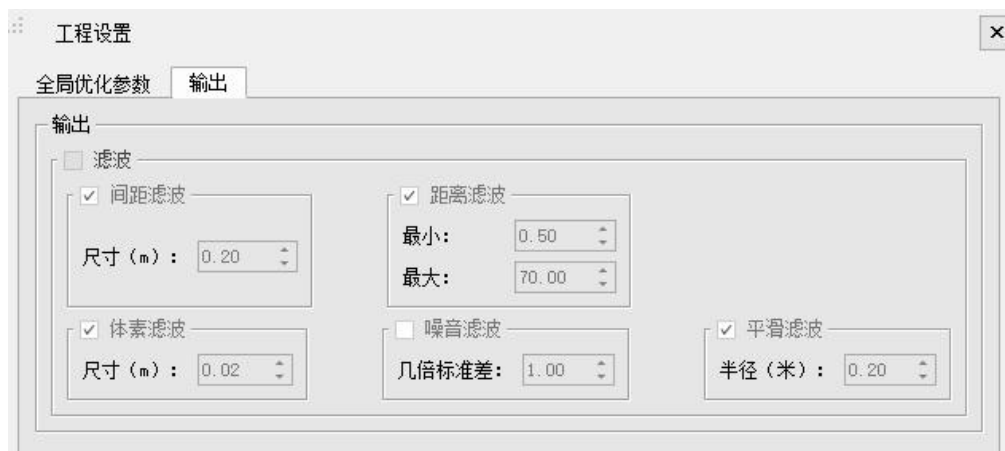 工程设置
全局优化参数 输出
输出
滤波
间距滤波 距离滤波
尺寸（m）： 0.20
最小： 0.50
最大： 70.00
体素滤波 噪音滤波 平滑滤波
尺寸（m）： 0.02 几倍标准差： 1.00 半径（米）： 0.20